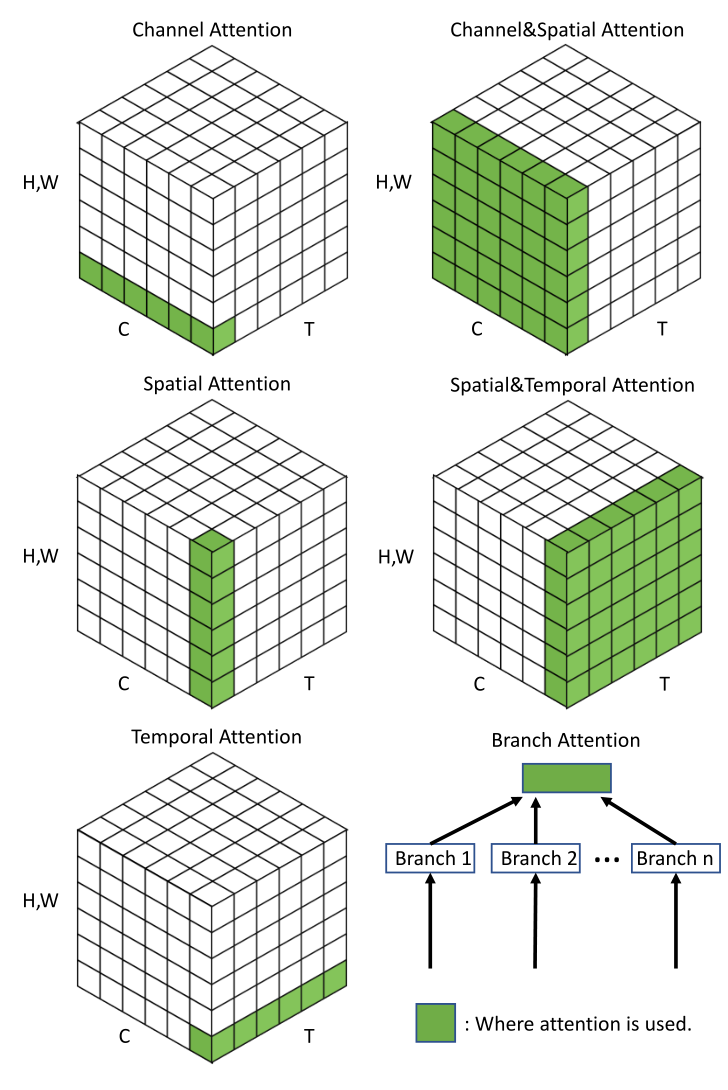 Channel Attention
Channel&Spatial Attention
H,W
H,W
C
T
C
T
Spatial Attention
Spatial&Temporal Attention
H,W
H,W
C
T
C
T
Temporal Attention
Branch Attention
H,W
Branch 1
Branch 2
...
Branch n
C
T
: Where attention is used.